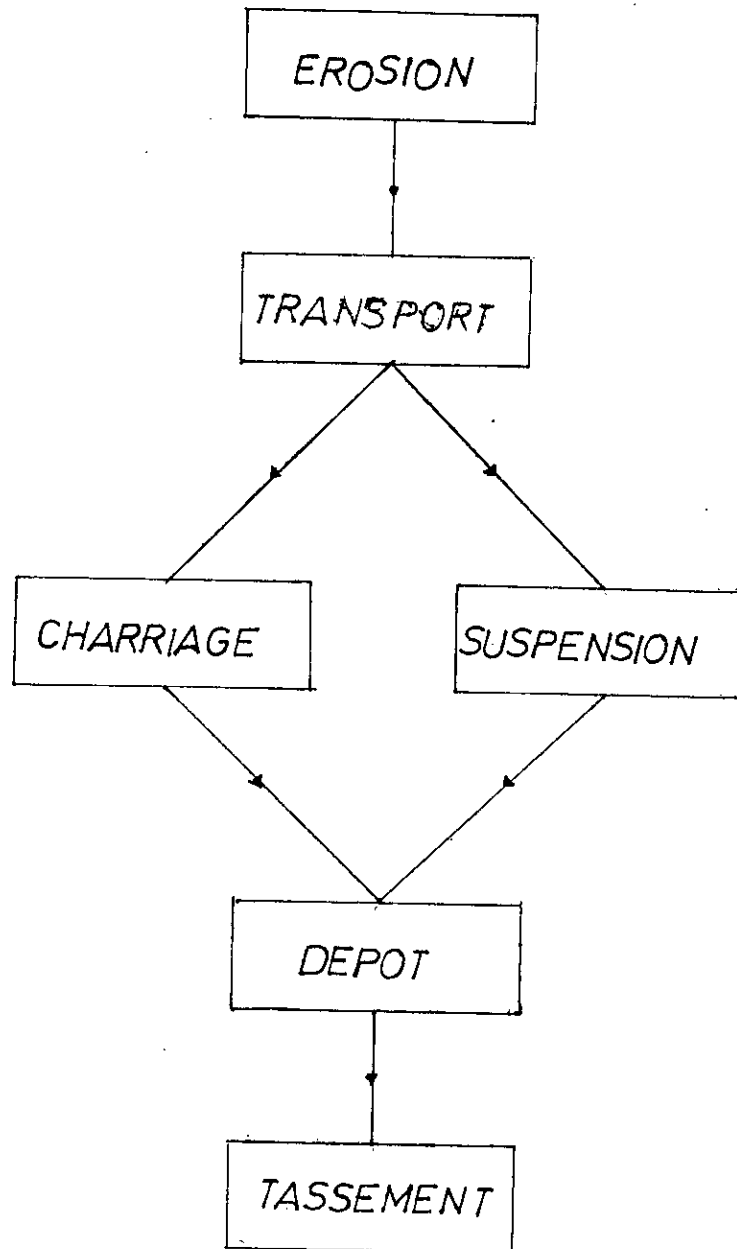 EROSION
TRANSPORT
CHARRIAGE
SUSPENSION
DEPOT
TASSEMENT